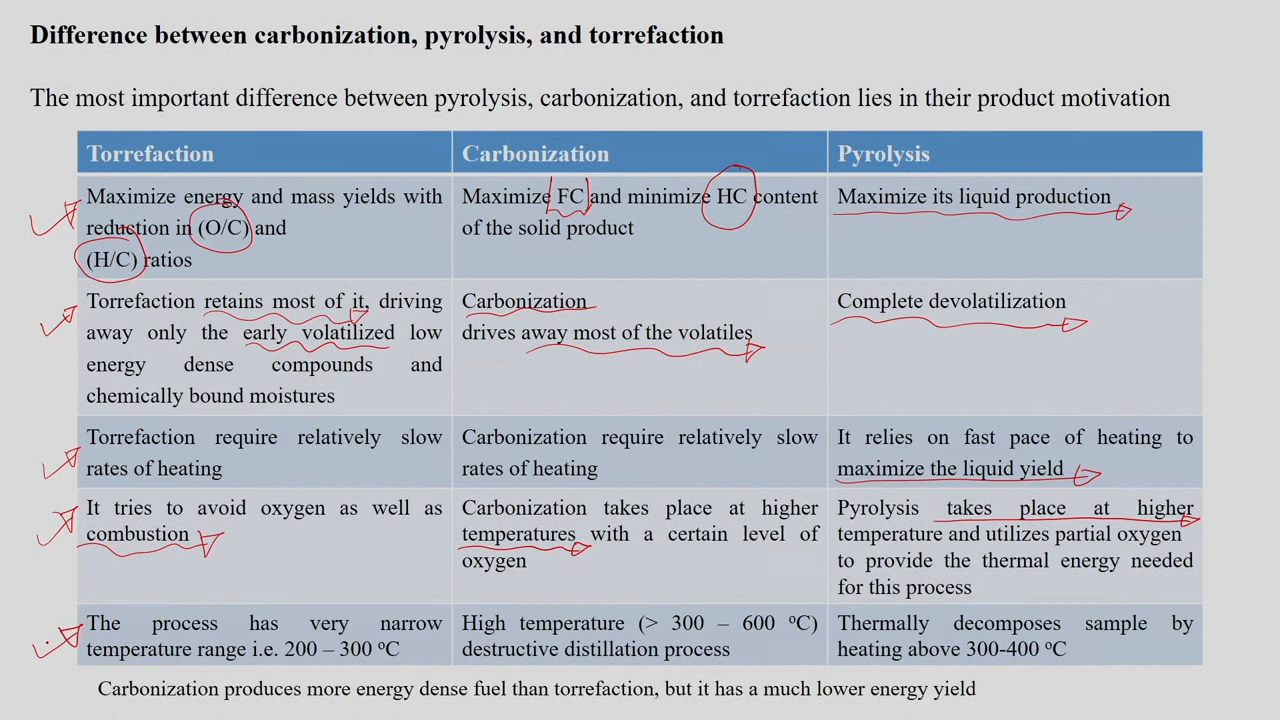 Difference between carbonization, pyrolysis, and torrefaction
The most important difference between pyrolysis, carbonization, and torrefaction lies in their product motivation
Torrefaction
Carbonization
Pyrolysis
Maximize energy and mass yields with
reduction in (O/C) and
(H/C) ratios
Maximize FC and minimize HC content
of the solid product
Maximize its liquid production
Torrefaction retains most of it, driving
away only the early volatilized low
energy dense compounds and
chemically bound moistures
Carbonization
drives away most of the volatiles
Complete devolatilization
Torrefaction require relatively slow
rates of heating
Carbonization require relatively slow
rates of heating
It relies on fast pace of heating to
maximize the liquid yield
It tries to avoid oxygen as well as
combustion
Carbonization takes place at higher
temperatures with a certain level of
oxygen
Pyrolysis takes place at higher
temperature and utilizes partial oxygen
to provide the thermal energy needed
for this process
The process has very narrow
temperature range i.e. 200 – 300 ⁰C
High temperature (> 300 – 600 ⁰C)
destructive distillation process
Thermally decomposes sample by
heating above 300-400 ⁰C
Carbonization produces more energy dense fuel than torrefaction, but it has a much lower energy yield